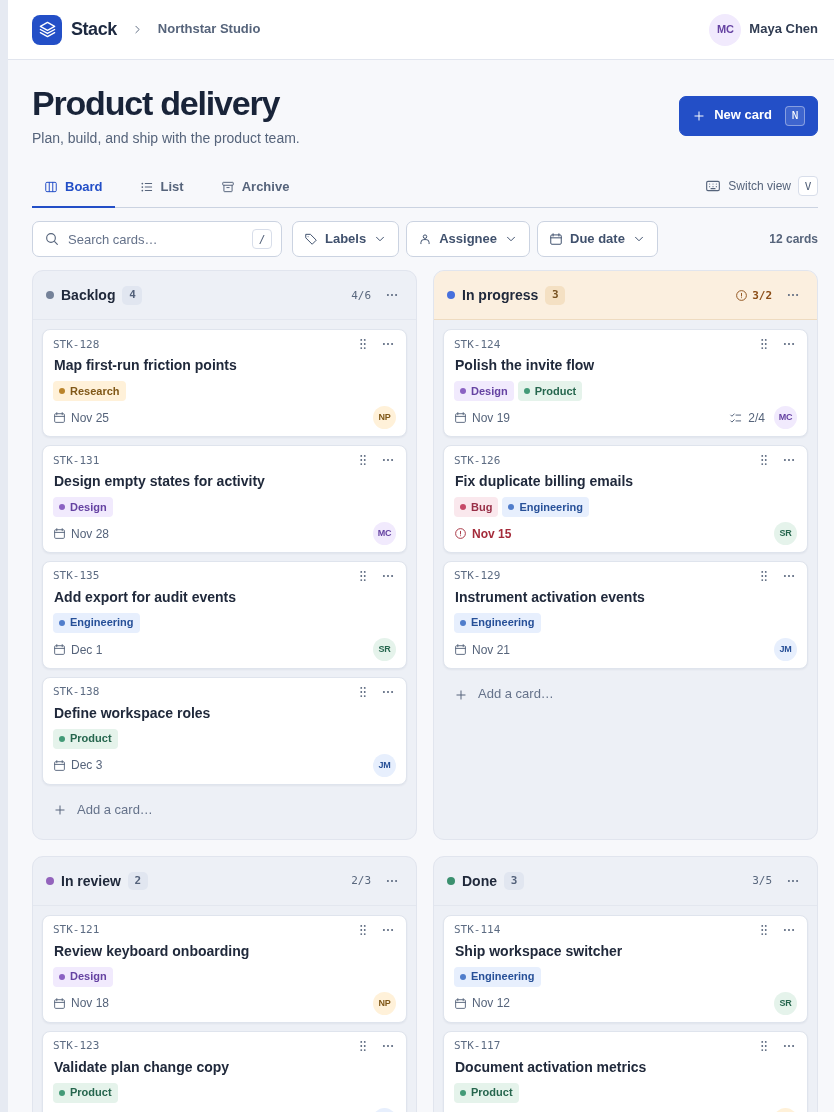 Stack
Northstar Studio
MC
Maya Chen
Product delivery
Plan, build, and ship with the product team.
New card
N
Board
List
Archive
Switch view
V
Search cards…
/
Labels
Assignee
Due date
12 cards
Backlog
4
4/6
STK-128
Map first-run friction points
Research
Nov 25
NP
STK-131
Design empty states for activity
Design
Nov 28
MC
STK-135
Add export for audit events
Engineering
Dec 1
SR
STK-138
Define workspace roles
Product
Dec 3
JM
Add a card…
In progress
3
3/2
STK-124
Polish the invite flow
Design
Product
Nov 19
2/4
MC
STK-126
Fix duplicate billing emails
Bug
Engineering
Nov 15
SR
STK-129
Instrument activation events
Engineering
Nov 21
JM
Add a card…
In review
2
2/3
STK-121
Review keyboard onboarding
Design
Nov 18
NP
STK-123
Validate plan change copy
Product
Done
3
3/5
STK-114
Ship workspace switcher
Engineering
Nov 12
SR
STK-117
Document activation metrics
Product